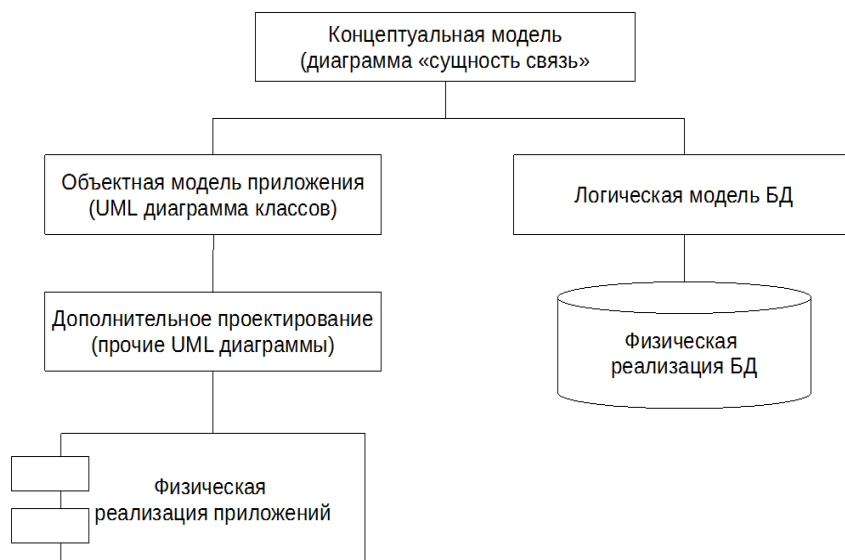 Концептуальная модель
(диаграмма «сущность связь»
Объектная модель приложения
(UML диаграмма классов)
Логическая модель БД
Дополнительное проектирование
(прочие UML диаграммы)
Физическая
реализация БД
Физическая
реализация приложений